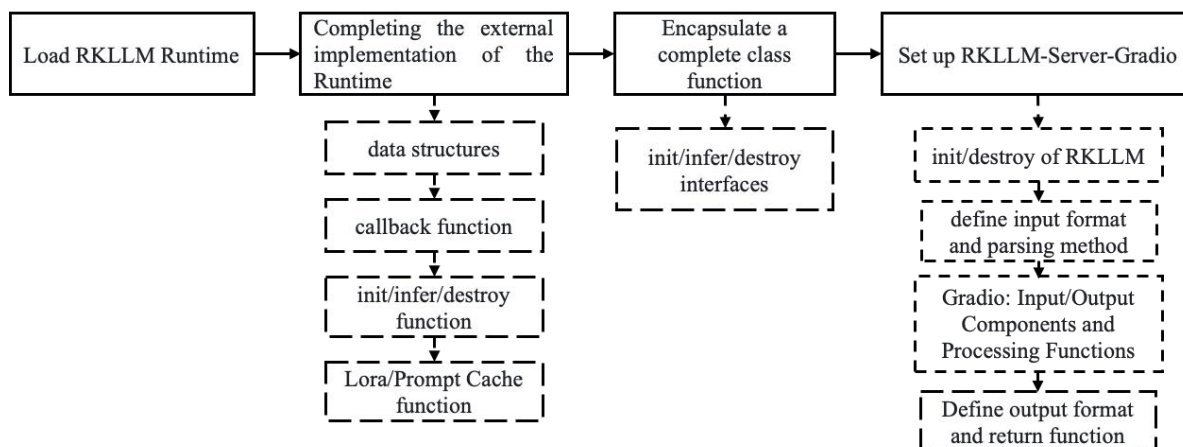 Load RKLLM Runtime
Completing the external
implementation of the
Runtime
Encapsulate a
complete class
function
Set up RKLLM-Server-Gradio
data structures
callback function
init/infer/destroy
function
Lora/Prompt Cache
function
init/infer/destroy
interfaces
init/destroy of RKLLM
define input format
and parsing method
Gradio: Input/Output
Components and
Processing Functions
Define output format
and return function